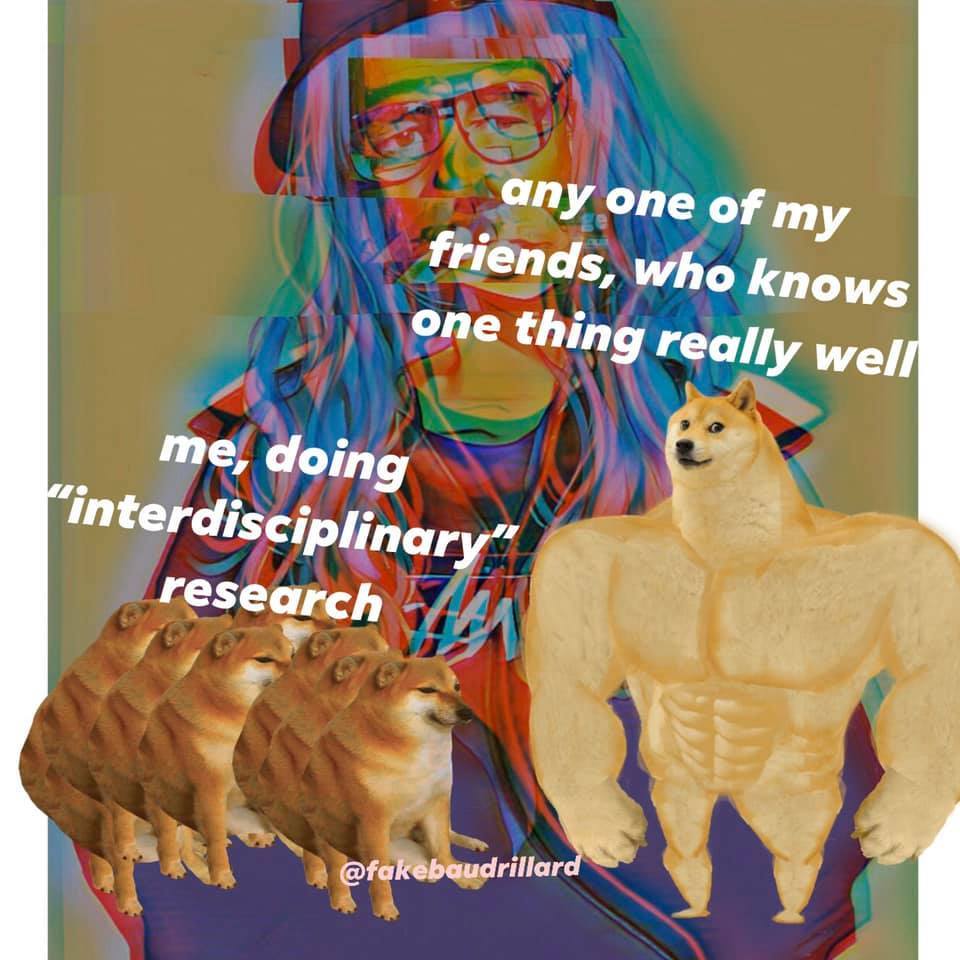 any one of my
friends, who knows
one thing really well
me, doing
“interdisciplinary”
research
@fakebaudrillard